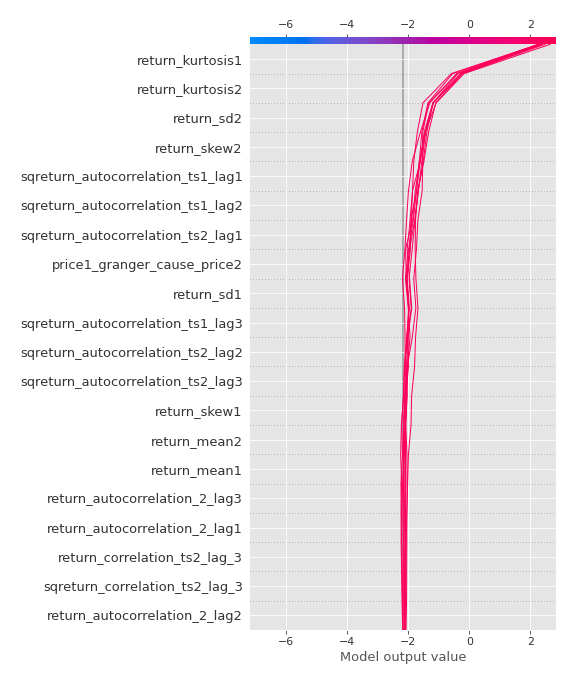 −6 −4 −2 0 2
return_kurtosis1
return_kurtosis2
return_sd2
return_skew2
sqreturn_autocorrelation_ts1_lag1
sqreturn_autocorrelation_ts1_lag2
sqreturn_autocorrelation_ts2_lag1
price1_granger_cause_price2
return_sd1
sqreturn_autocorrelation_ts1_lag3
sqreturn_autocorrelation_ts2_lag2
sqreturn_autocorrelation_ts2_lag3
return_skew1
return_mean2
return_mean1
return_autocorrelation_2_lag3
return_autocorrelation_2_lag1
return_correlation_ts2_lag_3
sqreturn_correlation_ts2_lag_3
return_autocorrelation_2_lag2
−6 −4 −2 0 2
Model output value